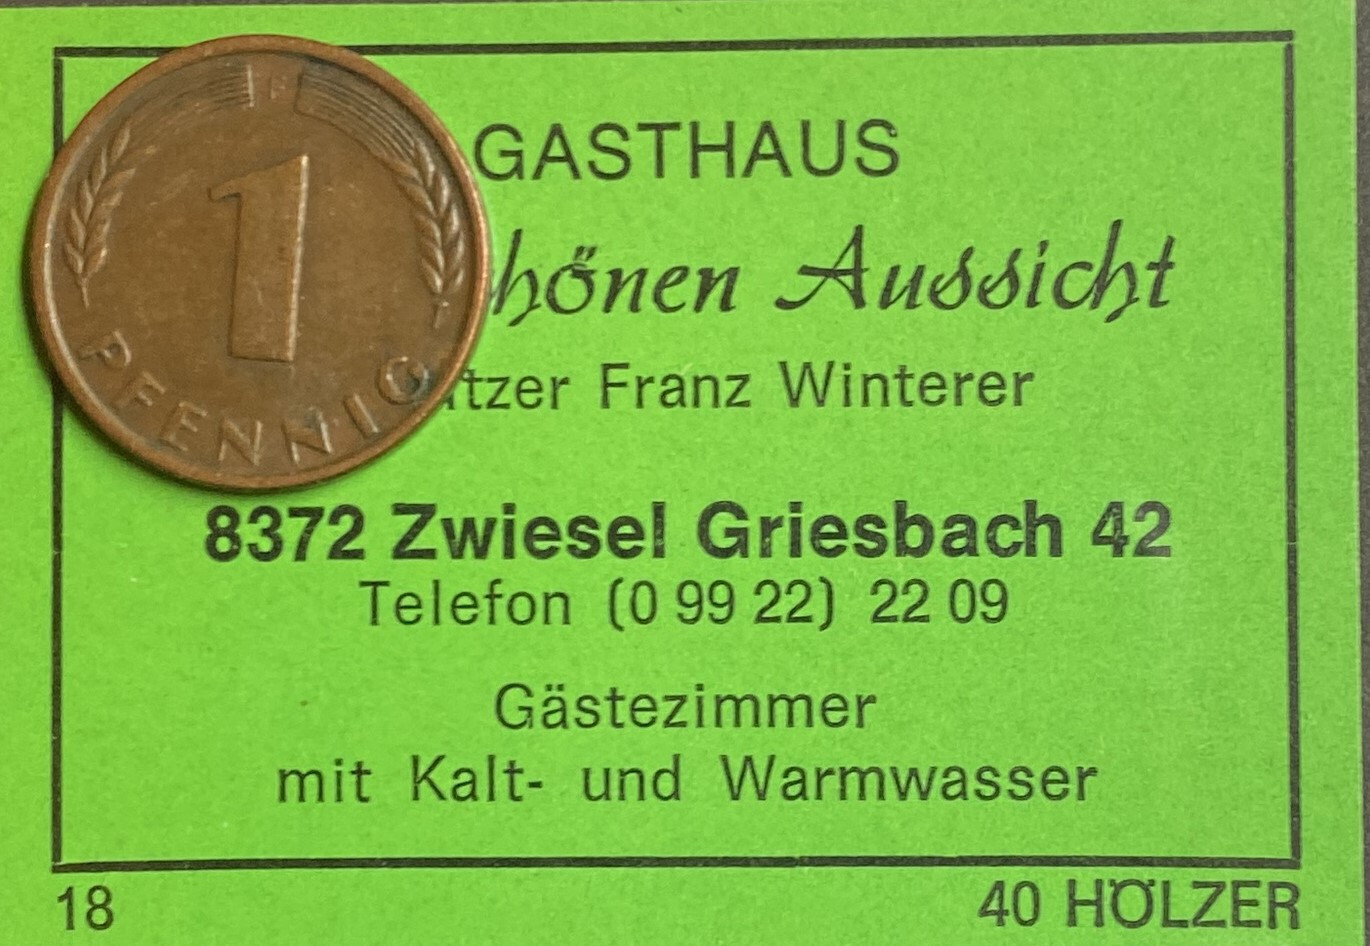 F
1
PFENNIG
GASTHAUS
hönen Aussicht
tzer Franz Winterer
8372 Zwiesel Griesbach 42
Telefon (0 99 22) 22 09
Gästezimmer
mit Kalt- und Warmwasser
18
40 HÖLZER